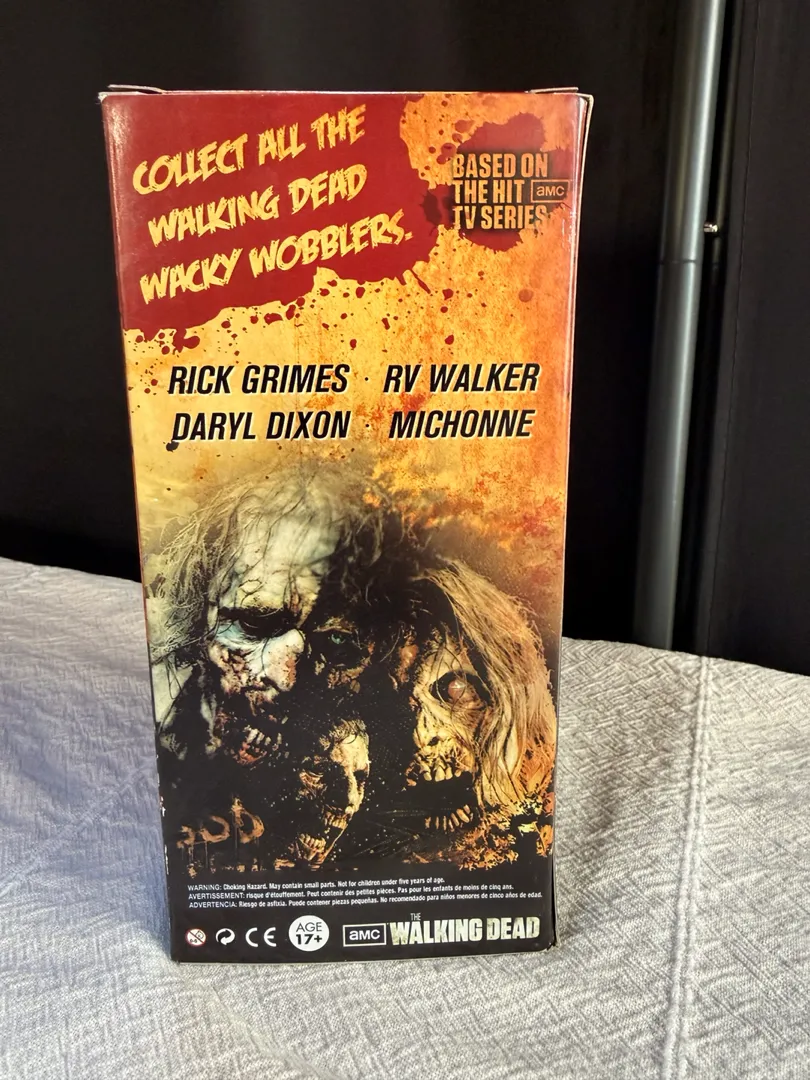 COLLECT ALL THE
WALKING DEAD
WACKY WOBBLERS.
BASED ON
THE HIT amc
TV SERIES
RICK GRIMES · RV WALKER
DARYL DIXON · MICHONNE
WARNING: Choking Hazard. May contain small parts. Not for children under five years of age.
AVERTISSEMENT: risque d'étouffement. Peut contenir des petites pièces. Pas pour les enfants de moins de cinq ans.
ADVERTENCIA: Riesgo de asfixia. Puede contener piezas pequeñas. No recomendado para niños menores de cinco años de edad.
CE
AGE
17+
amc
THE
WALKING DEAD